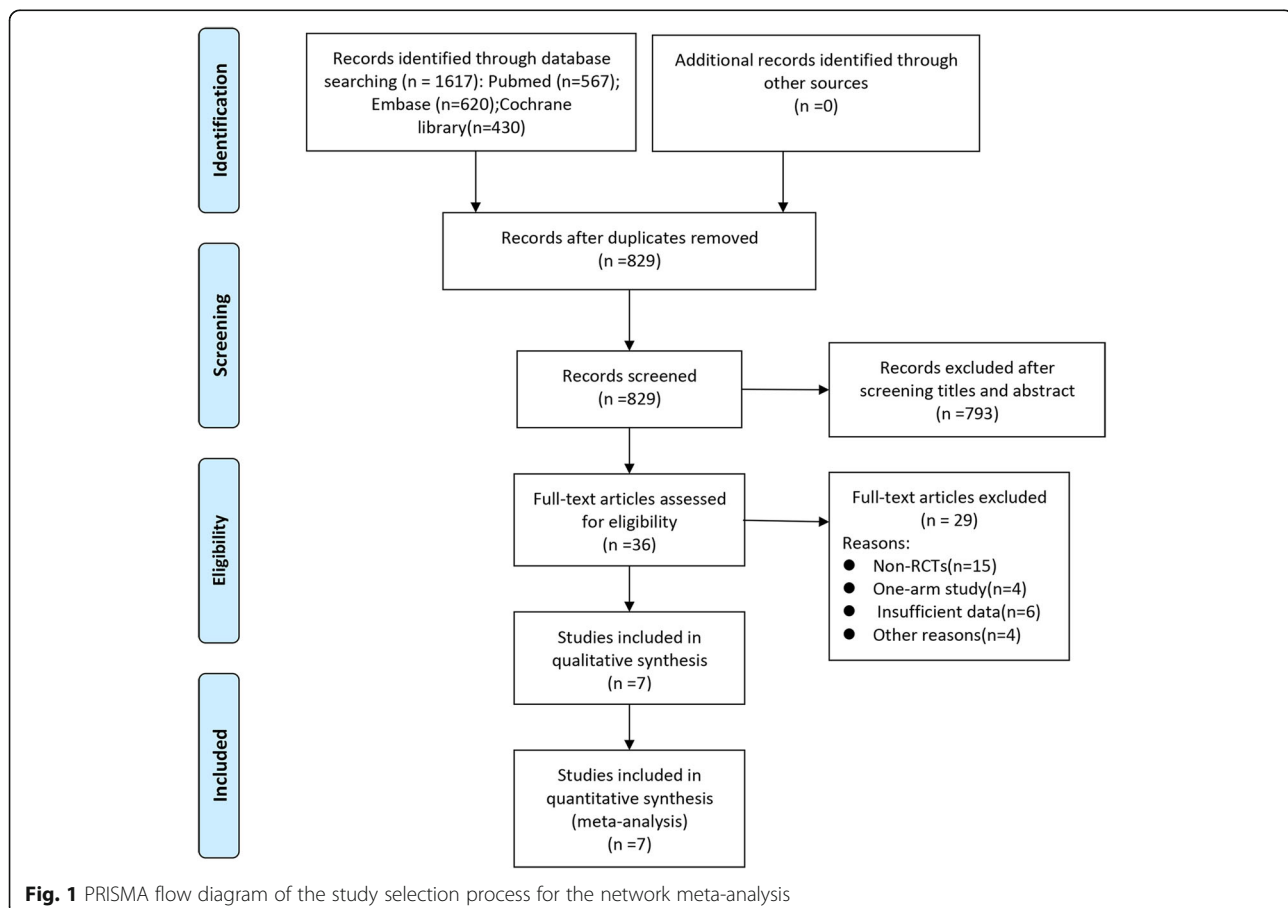 Identification
Records identified through database
searching (n = 1617): Pubmed (n=567);
Embase (n=620);Cochrane
library(n=430)
Additional records identified through
other sources
(n =0)
Records after duplicates removed
(n =829)
Screening
Records screened
(n =829)
Records excluded after
screening titles and abstract
(n =793)
Eligibility
Full-text articles assessed
for eligibility
(n =36)
Full-text articles excluded
(n = 29)
Reasons:
● Non-RCTs(n=15)
● One-arm study(n=4)
● Insufficient data(n=6)
● Other reasons(n=4)
Studies included in
qualitative synthesis
(n =7)
Included
Studies included in
quantitative synthesis
(meta-analysis)
(n =7)
Fig. 1 PRISMA flow diagram of the study selection process for the network meta-analysis